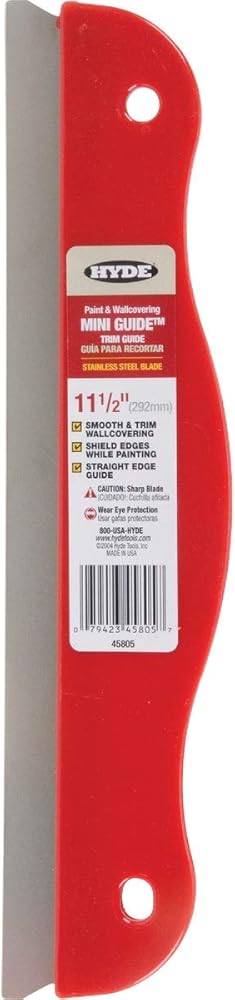 HYDE
Paint & Wallcovering
MINI GUIDE™
TRIM GUIDE
GUÍA PARA RECORTAR
STAINLESS STEEL BLADE
11 1/2" (292mm)
SMOOTH & TRIM
WALLCOVERING
SHIELD EDGES
WHILE PAINTING
STRAIGHT EDGE
GUIDE
CAUTION: Sharp Blade
¡CUIDADO!: Cuchilla afilada
Wear Eye Protection
Usar gafas protectoras
800-USA-HYDE
www.hydetools.com
©2004 Hyde Tools, Inc
MADE IN USA
0 79423 45805 7
45805